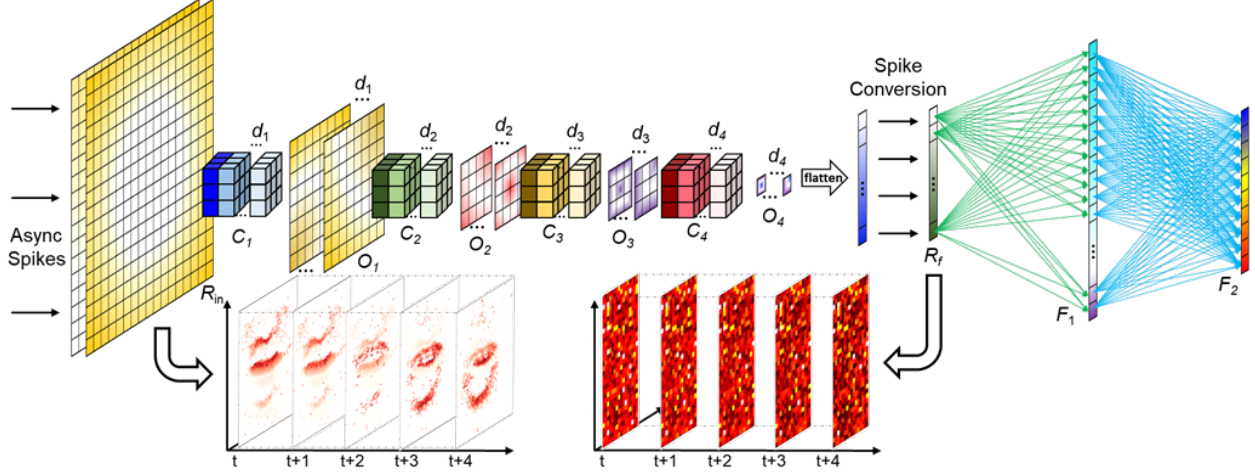 Async
Spikes
R_in
d_1
...
C_1
...
d_1
...
...
O_1
d_2
...
C_2
...
d_2
...
O_2
...
d_3
...
C_3
...
d_3
...
O_3
...
d_4
...
C_4
...
d_4
...
O_4
...
flatten
...
Spike
Conversion
...
R_f
...
F_1
F_2
t
t+1
t+2
t+3
t+4
t
t+1
t+2
t+3
t+4